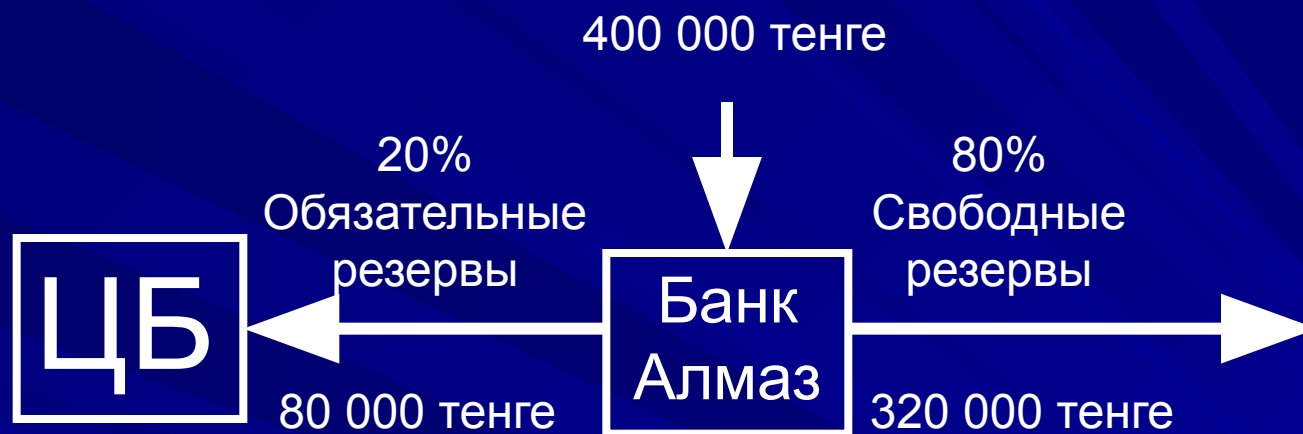 400 000 тенге
20%
Обязательные
резервы
80%
Свободные
резервы
ЦБ
Банк
Алмаз
80 000 тенге
320 000 тенге